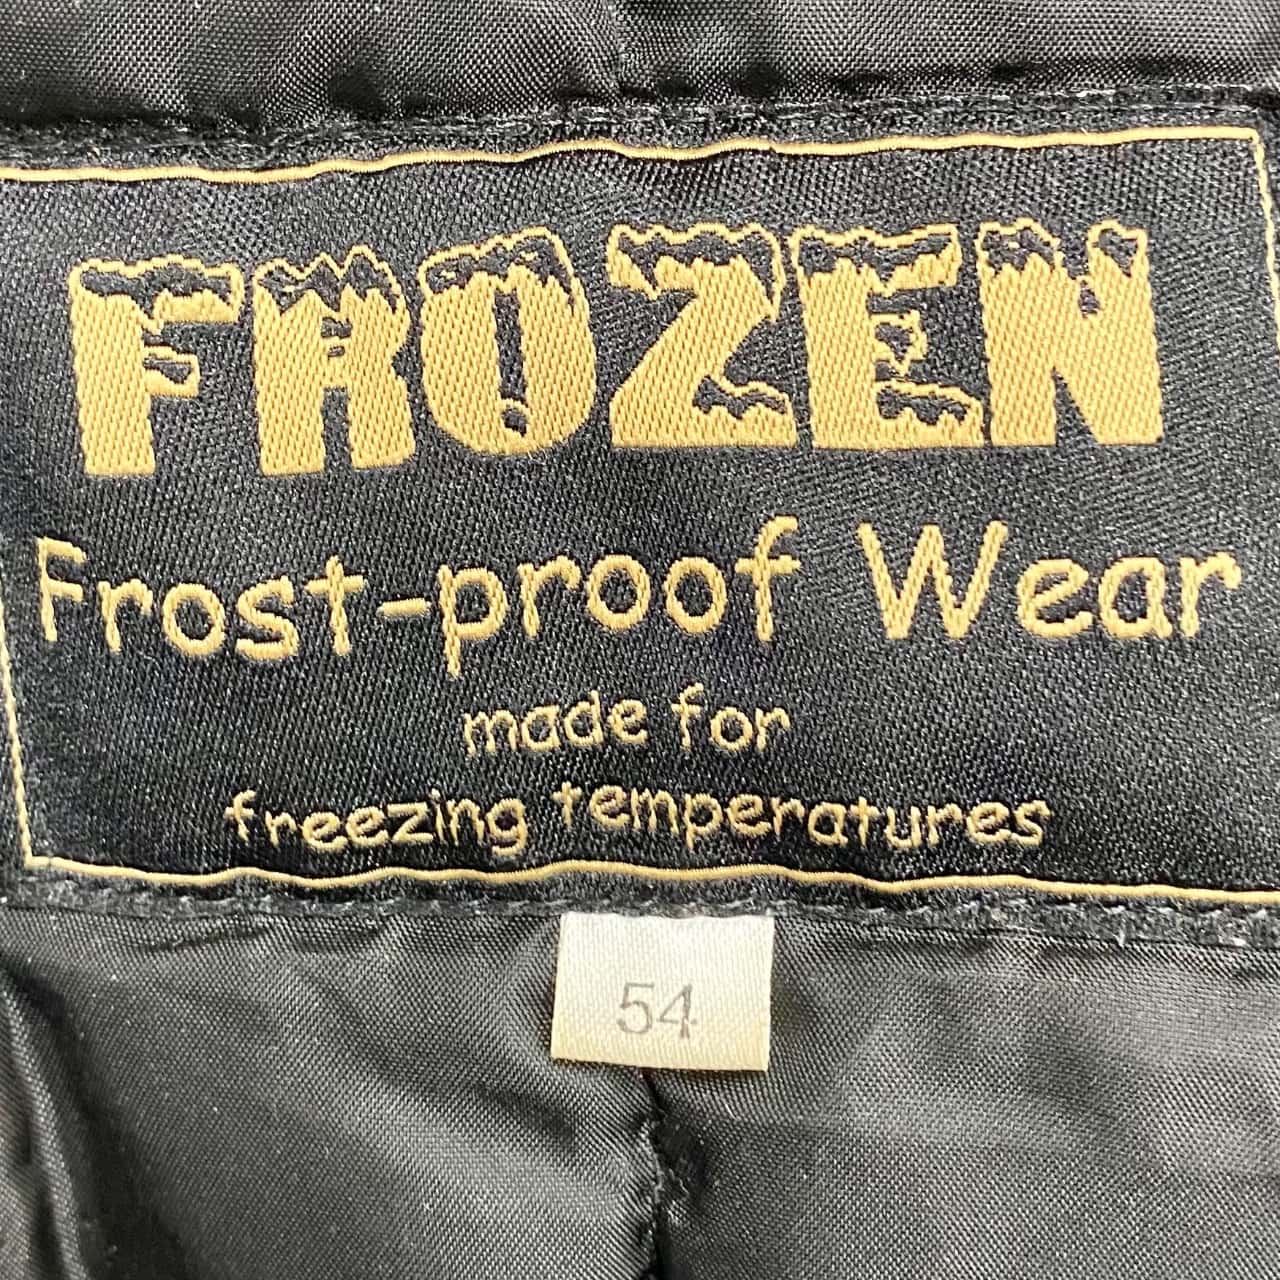 FROZEN
Frost-proof Wear
made for
freezing temperatures
54